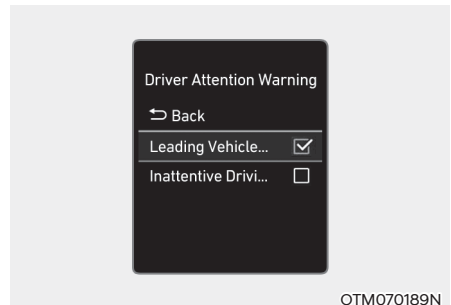 Driver Attention Warning
⮌ Back
Leading Vehicle...
Inattentive Drivi...
OTM070189N